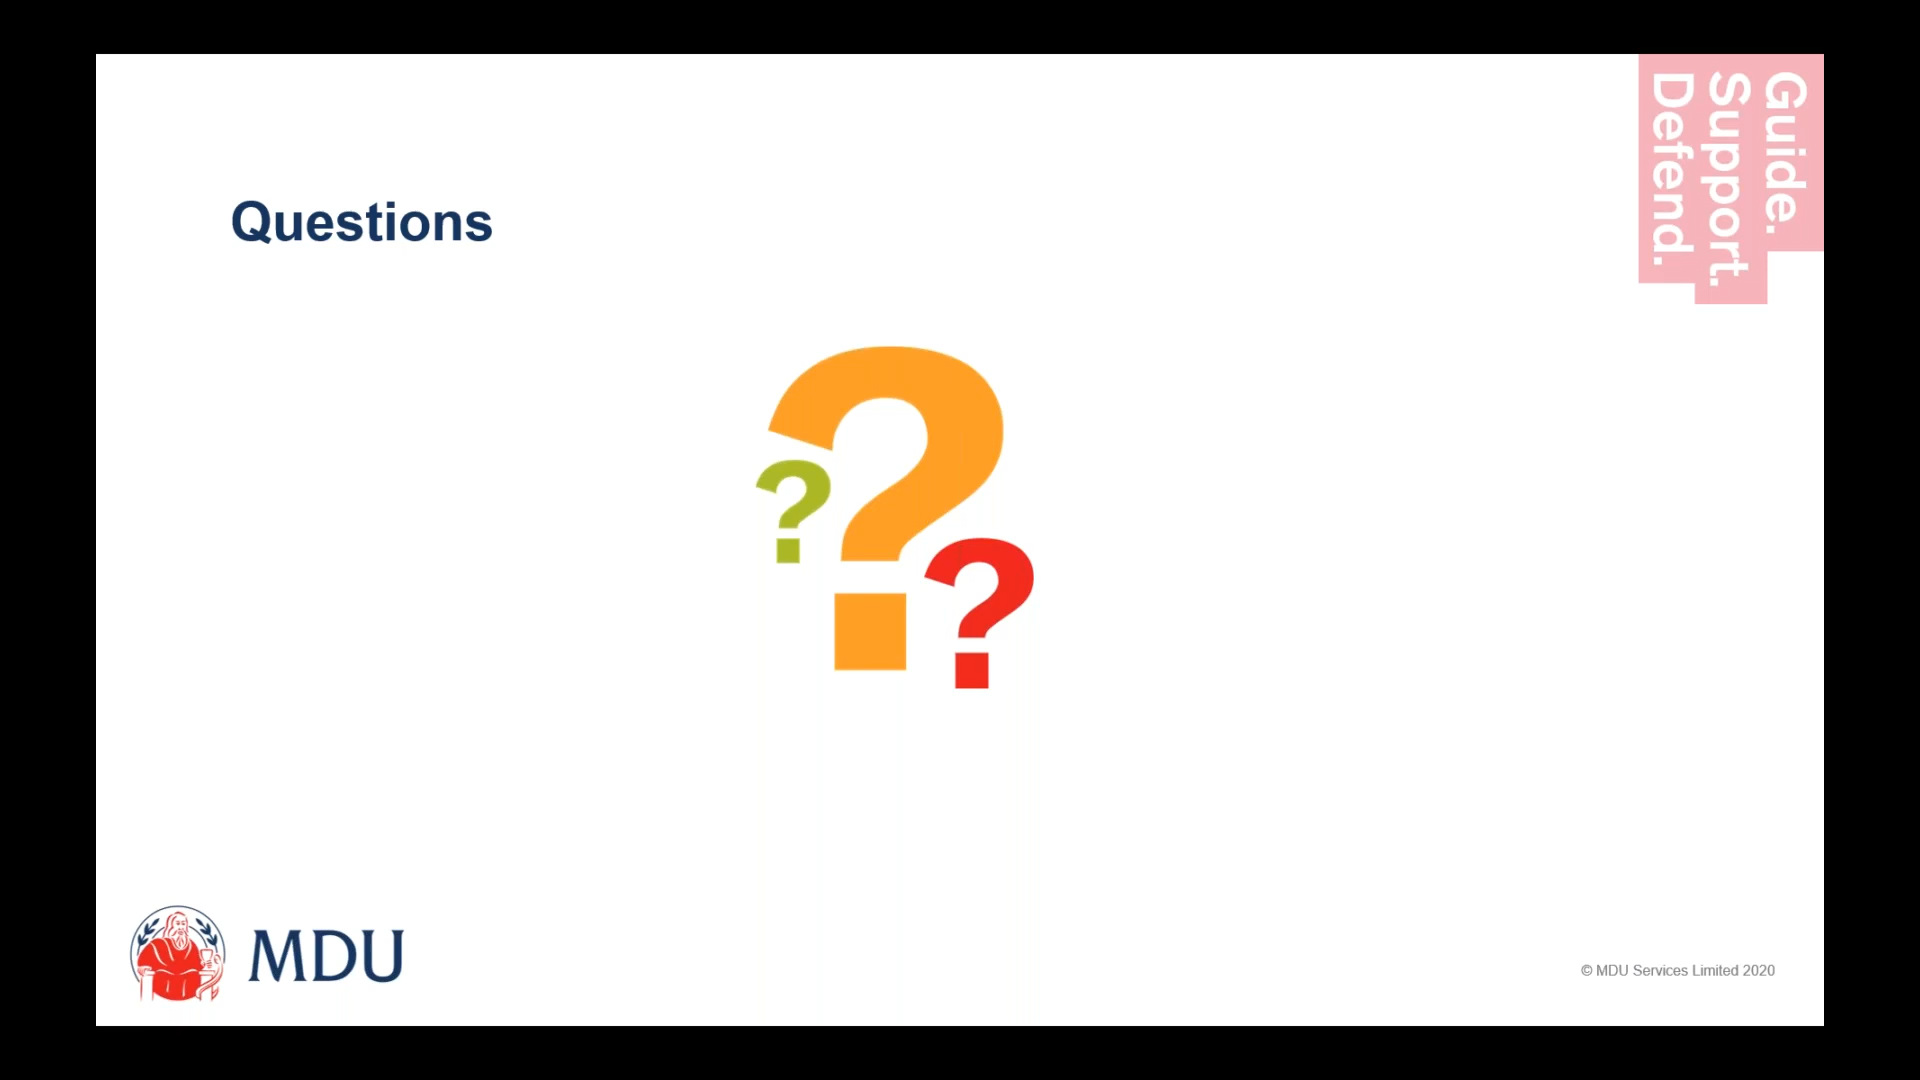 Guide.
Support.
Defend.
Questions
?
?
?
MDU
© MDU Services Limited 2020